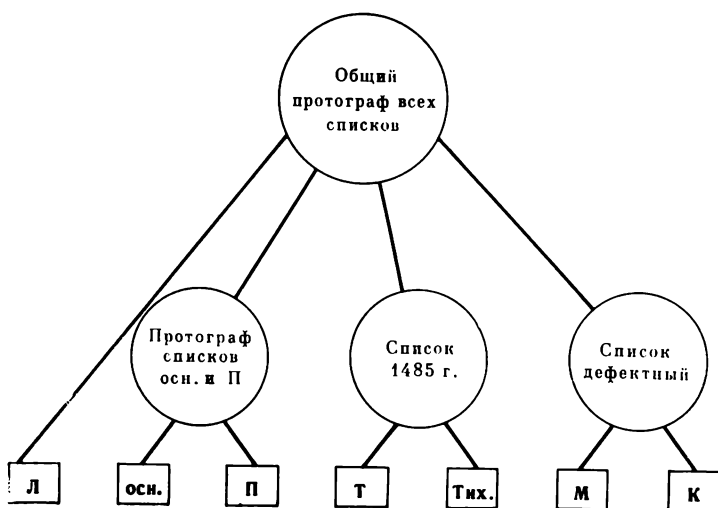 Общий
протограф всех
списков
Протограф
списков
осн. и П
Список
1485 г.
Список
дефектный
Л
осн.
П
Т
Тих.
М
К